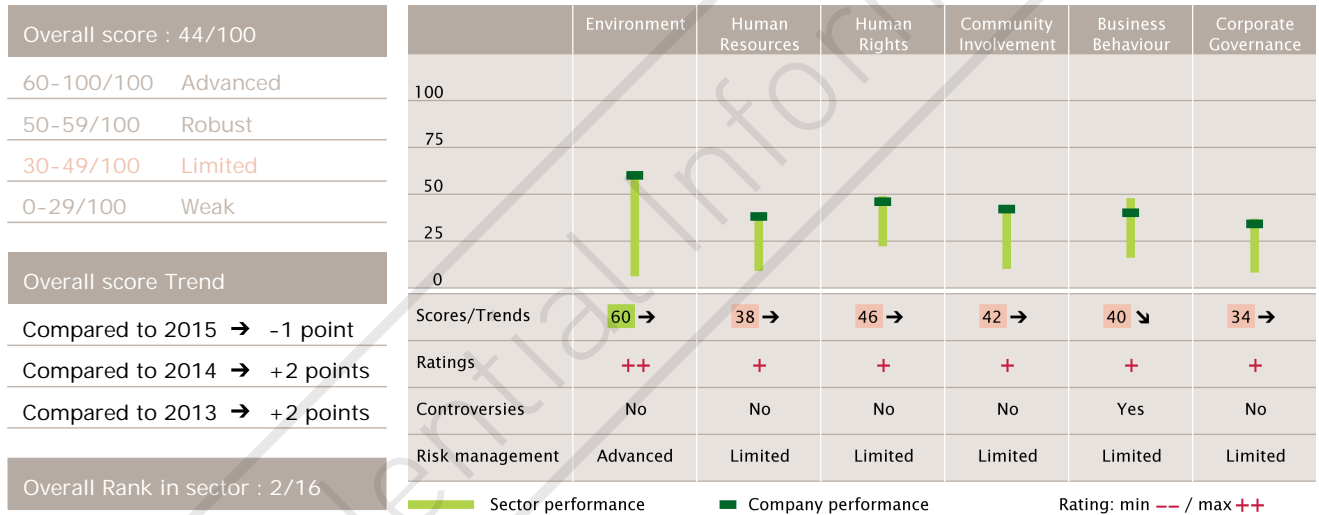 Overall score : 44/100
60-100/100 Advanced
50-59/100 Robust
30-49/100 Limited
0-29/100 Weak
Overall score Trend
Compared to 2015 ➔ -1 point
Compared to 2014 ➔ +2 points
Compared to 2013 ➔ +2 points
Overall Rank in sector : 2/16
Environment Human Resources Human Rights Community Involvement Business Behaviour Corporate Governance
100
75
50
25
0
Scores/Trends 60 ➔ 38 ➔ 46 ➔ 42 ➔ 40 ➘ 34 ➔
Ratings ++ + + + + +
Controversies No No No No Yes No
Risk management Advanced Limited Limited Limited Limited Limited
Sector performance Company performance Rating: min -- / max ++
ential Inform